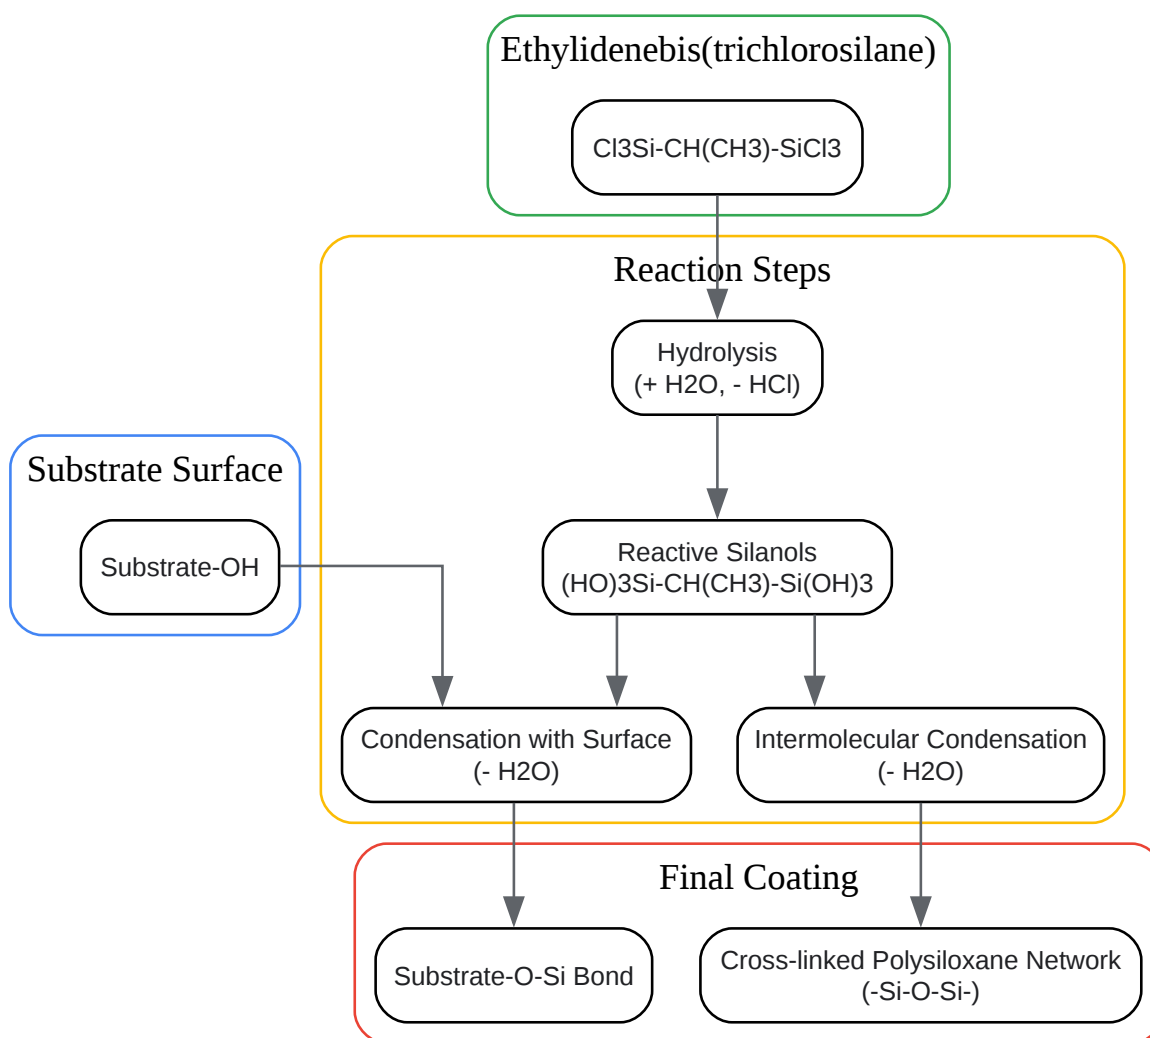 Ethylidenebis(trichlorosilane)
Cl3Si-CH(CH3)-SiCl3
Reaction Steps
Hydrolysis
(+ H2O, - HCl)
Substrate Surface
Substrate-OH
Reactive Silanols
(HO)3Si-CH(CH3)-Si(OH)3
Condensation with Surface
(- H2O)
Intermolecular Condensation
(- H2O)
Final Coating
Substrate-O-Si Bond
Cross-linked Polysiloxane Network
(-Si-O-Si-)